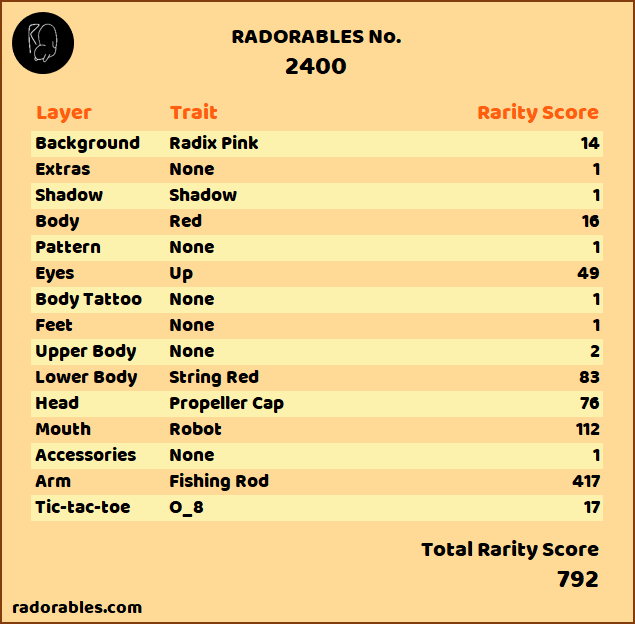 RADORABLES No.
2400
Layer Trait Rarity Score
Background Radix Pink 14
Extras None 1
Shadow Shadow 1
Body Red 16
Pattern None 1
Eyes Up 49
Body Tattoo None 1
Feet None 1
Upper Body None 2
Lower Body String Red 83
Head Propeller Cap 76
Mouth Robot 112
Accessories None 1
Arm Fishing Rod 417
Tic-tac-toe O_8 17
Total Rarity Score
792
radorables.com